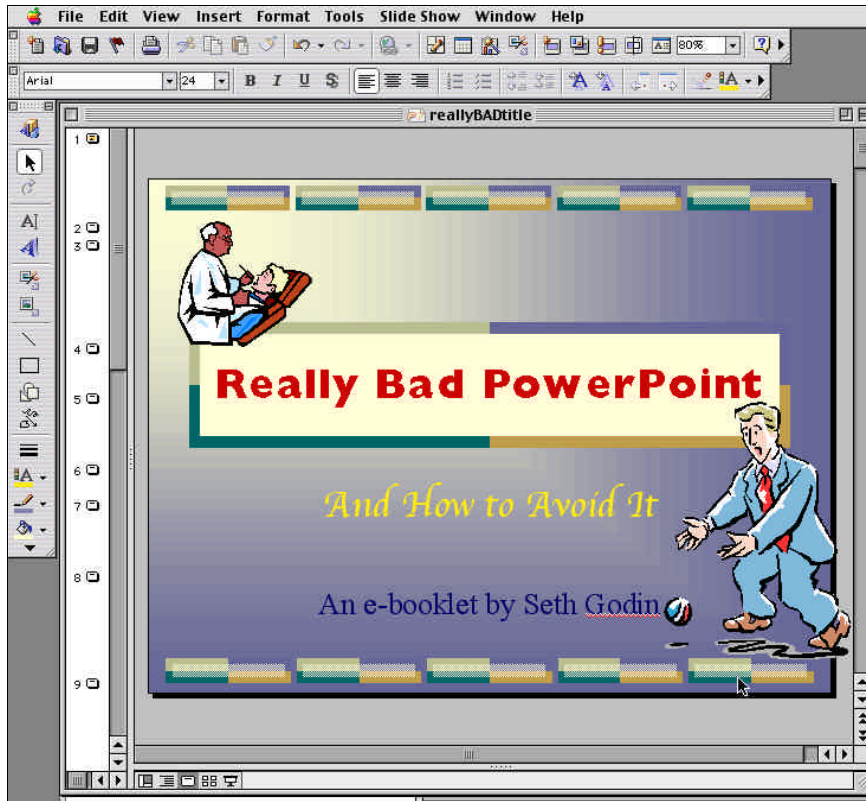 File Edit View Insert Format Tools Slide Show Window Help
80%
Arial 24 B I U S
reallyBADtitle
1
2
3
4
5
6
7
8
9
Really Bad PowerPoint
And How to Avoid It
An e-booklet by Seth Godin